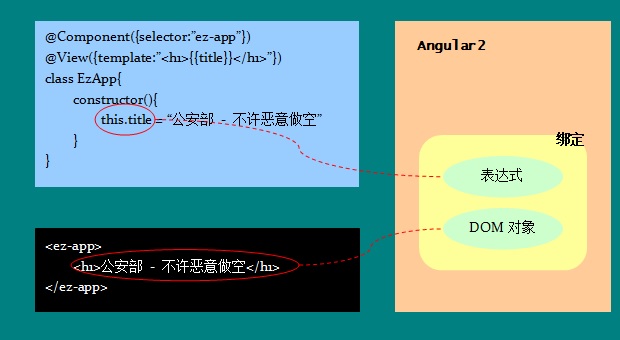 @Component({selector:"ez-app"})
@View({template:"<h1>{{title}}</h1>"})
class EzApp{
constructor(){
this.title = “公安部 - 不许恶意做空”
}
}
<ez-app>
<h1>公安部 - 不许恶意做空</h1>
</ez-app>
Angular2
绑定
表达式
DOM 对象